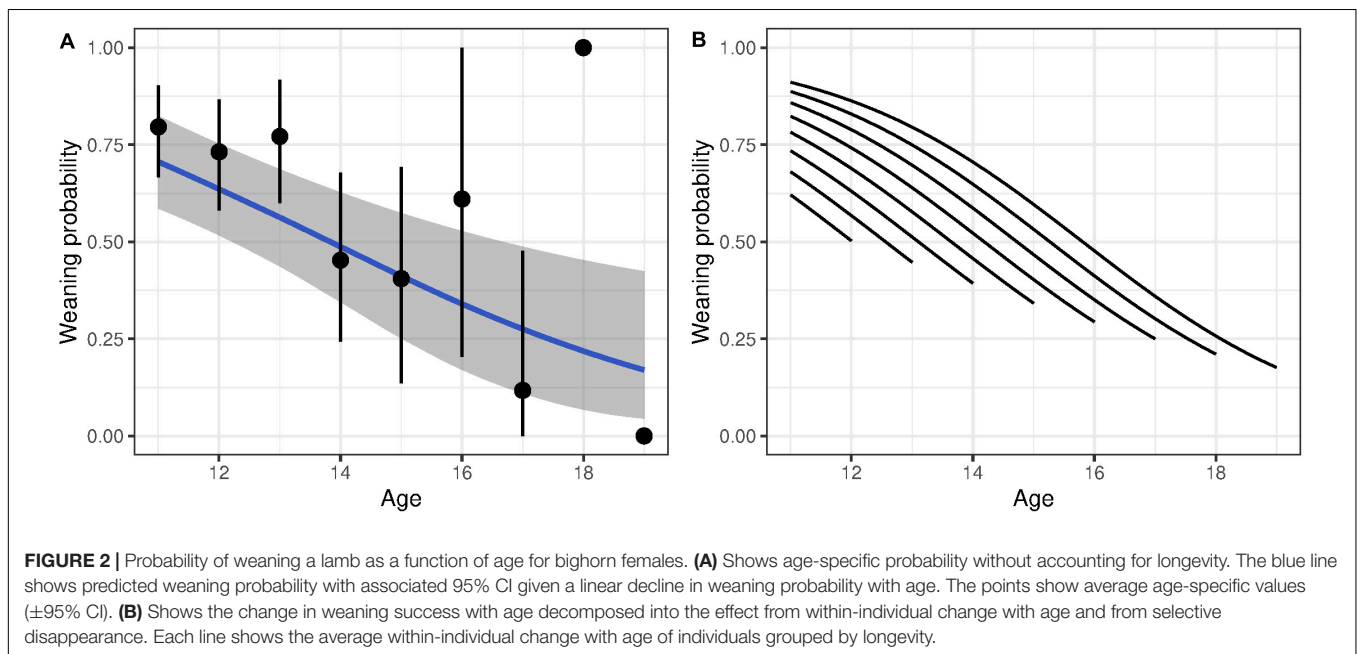 A
B
1.00
0.75
0.50
0.25
0.00
Weaning probability
12
14
16
18
Age
1.00
0.75
0.50
0.25
0.00
Weaning probability
12
14
16
18
Age
FIGURE 2 | Probability of weaning a lamb as a function of age for bighorn females. (A) Shows age-specific probability without accounting for longevity. The blue line
shows predicted weaning probability with associated 95% CI given a linear decline in weaning probability with age. The points show average age-specific values
(±95% CI). (B) Shows the change in weaning success with age decomposed into the effect from within-individual change with age and from selective
disappearance. Each line shows the average within-individual change with age of individuals grouped by longevity.